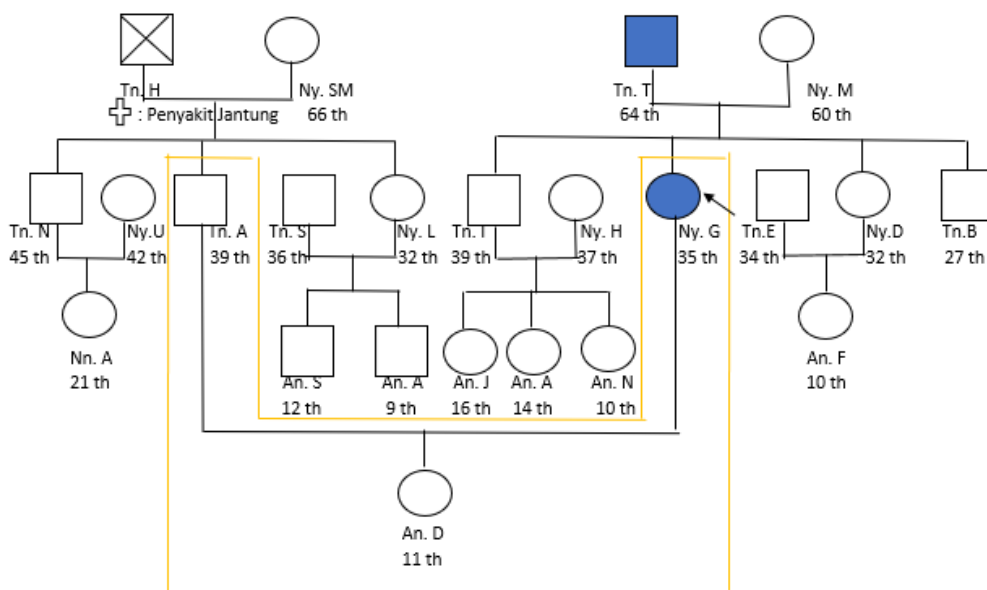 Tn. H
: Penyakit Jantung
Ny. SM
66 th
Tn. T
64 th
Ny. M
60 th
Tn. N
45 th
Ny.U
42 th
Tn. A
39 th
Tn. S
36 th
Ny. L
32 th
Tn. I
39 th
Ny. H
37 th
Ny. G
35 th
Tn.E
34 th
Ny.D
32 th
Tn.B
27 th
Nn. A
21 th
An. S
12 th
An. A
9 th
An. J
16 th
An. A
14 th
An. N
10 th
An. F
10 th
An. D
11 th